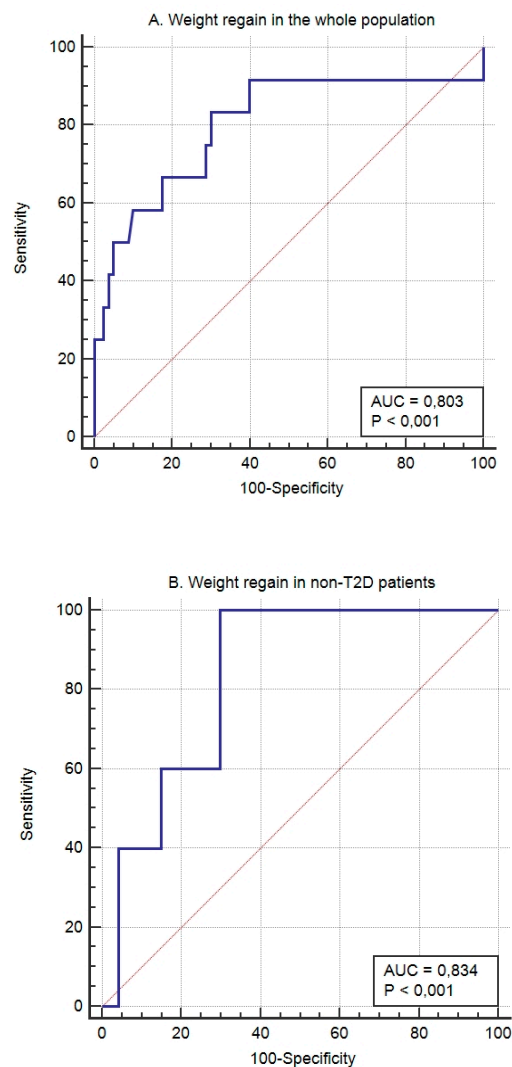 A. Weight regain in the whole population
100
80
60
40
20
0
Sensitivity
AUC = 0,803
P < 0,001
0 20 40 60 80 100
100-Specificity
B. Weight regain in non-T2D patients
100
80
60
40
20
0
Sensitivity
AUC = 0,834
P < 0,001
0 20 40 60 80 100
100-Specificity